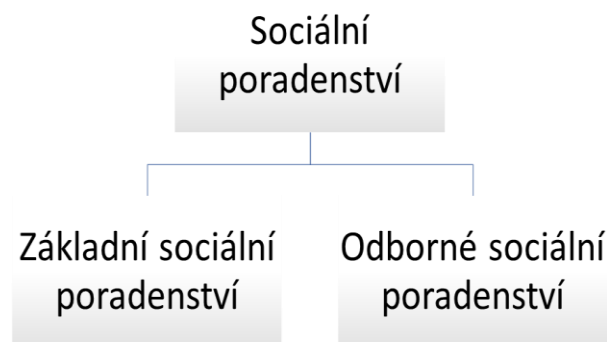 Sociální
poradenství
Základní sociální
poradenství
Odborné sociální
poradenství